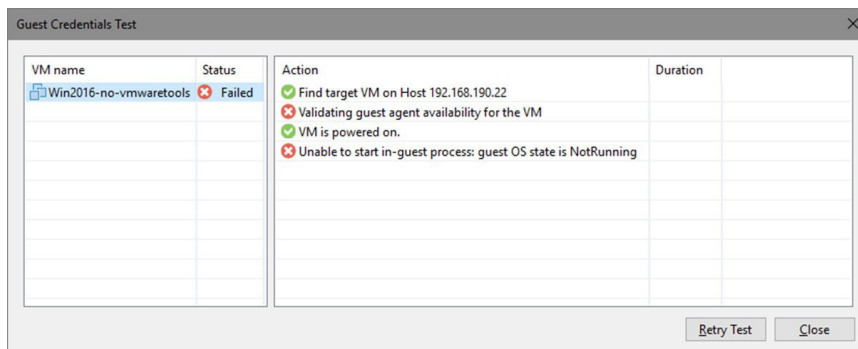 Guest Credentials Test
VM name Status Action Duration
Win2016-no-vmwaretools Failed Find target VM on Host 192.168.190.22
Validating guest agent availability for the VM
VM is powered on.
Unable to start in-guest process: guest OS state is NotRunning
Retry Test Close